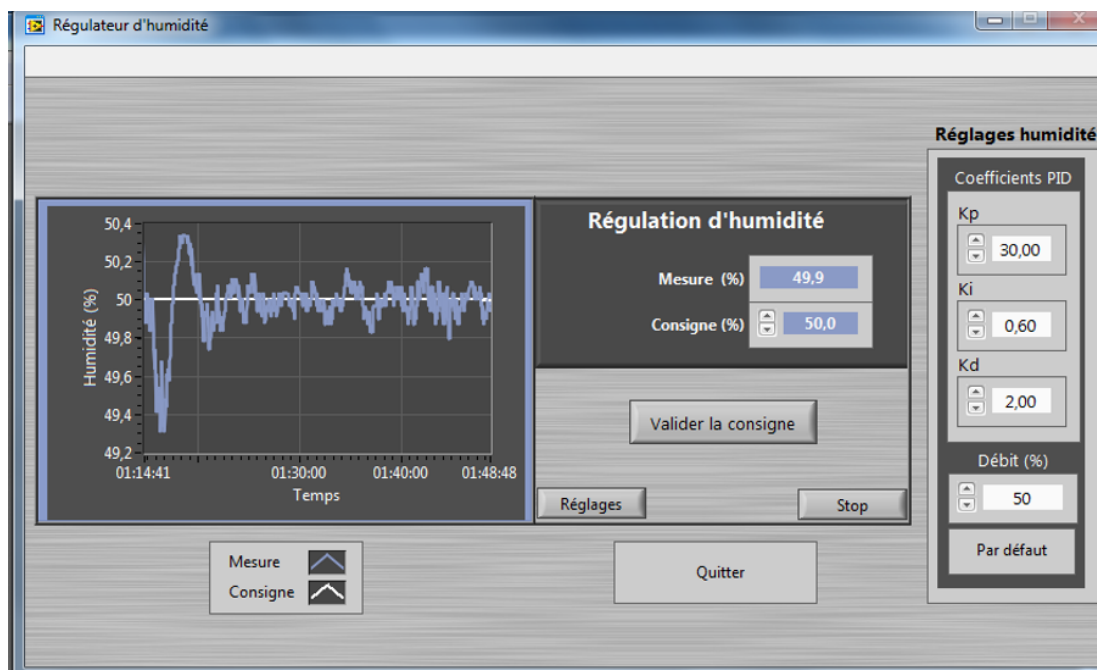 Régulateur d'humidité
Réglages humidité
Coefficients PID
Kp
30,00
Ki
0,60
Kd
2,00
Débit (%)
50
Par défaut
Régulation d'humidité
Mesure (%) 49,9
Consigne (%) 50,0
Valider la consigne
Réglages Stop
Quitter
Humidité (%)
50,4
50,2
50
49,8
49,6
49,4
49,2
01:14:41 01:30:00 01:40:00 01:48:48
Temps
Mesure
Consigne